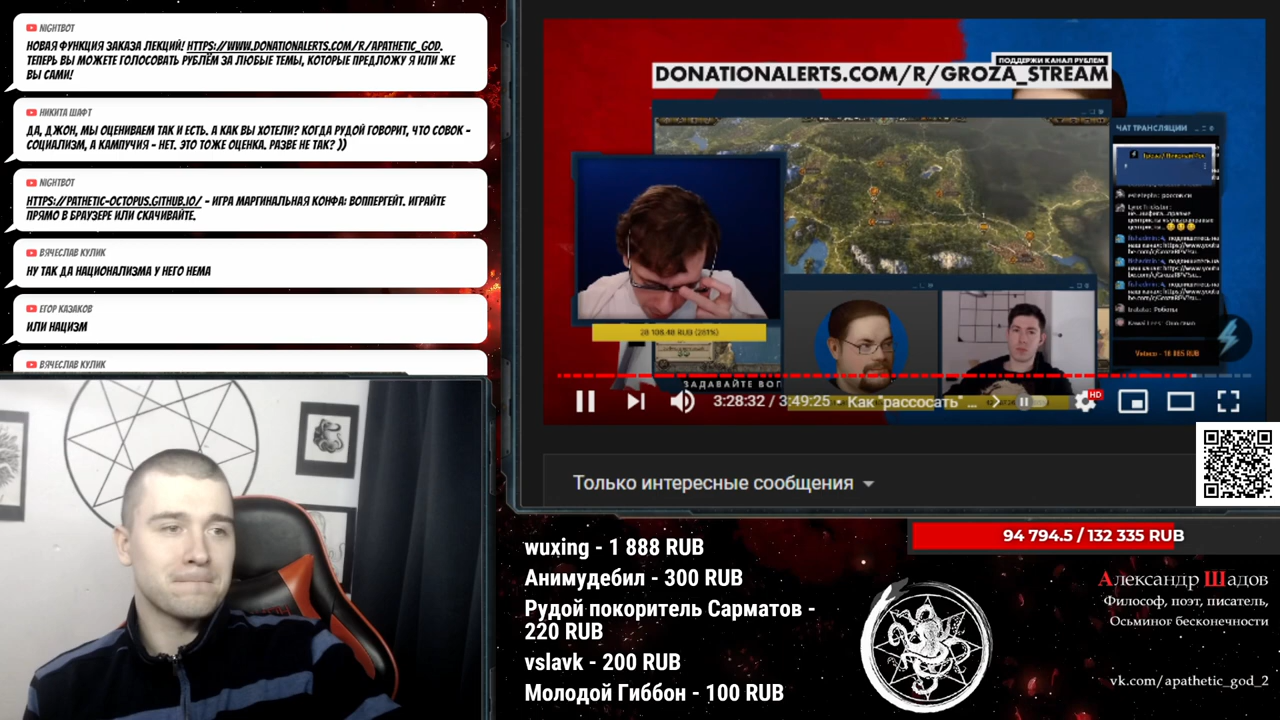 NIGHTBOT
НОВАЯ ФУНКЦИЯ ЗАКАЗА ЛЕКЦИЙ! HTTPS://WWW.DONATIONALERTS.COM/R/APATHETIC_GOD.
ТЕПЕРЬ ВЫ МОЖЕТЕ ГОЛОСОВАТЬ РУБЛЁМ ЗА ЛЮБЫЕ ТЕМЫ, КОТОРЫЕ ПРЕДЛОЖУ Я ИЛИ ЖЕ
ВЫ САМИ!
НИКИТА ШАФТ
ДА, ДЖОН, МЫ ОЦЕНИВАЕМ ТАК И ЕСТЬ. А КАК ВЫ ХОТЕЛИ? КОГДА РУДОЙ ГОВОРИТ, ЧТО СОВОК -
СОЦИАЛИЗМ, А КАМПУЧИЯ - НЕТ. ЭТО ТОЖЕ ОЦЕНКА. РАЗВЕ НЕ ТАК? ))
NIGHTBOT
HTTPS://PATHETIC-OCTOPUS.GITHUB.IO/ - ИГРА МАРГИНАЛЬНАЯ КОНФА: ВОППЕРГЕЙТ. ИГРАЙТЕ
ПРЯМО В БРАУЗЕРЕ ИЛИ СКАЧИВАЙТЕ.
ВЯЧЕСЛАВ КУЛИК
НУ ТАК ДА НАЦИОНАЛИЗМА У НЕГО НЕМА
ЕГОР КАЗАКОВ
ИЛИ НАЦИЗМ
ВЯЧЕСЛАВ КУЛИК
ПОДДЕРЖИ КАНАЛ РУБЛЕМ
DONATIONALERTS.COM/R/GROZA_STREAM
ЧАТ ТРАНСЛЯЦИИ
ЗАДАВАЙТЕ ВОП
3:28:32 / 3:49:25 • Как "рассосать" ...
HD
Только интересные сообщения
94 794.5 / 132 335 RUB
wuxing - 1 888 RUB
Анимудебил - 300 RUB
Рудой покоритель Сарматов -
220 RUB
vslavk - 200 RUB
Молодой Гиббон - 100 RUB
Александр Шадов
Философ, поэт, писатель,
Осьминог бесконечности
vk.com/apathetic_god_2